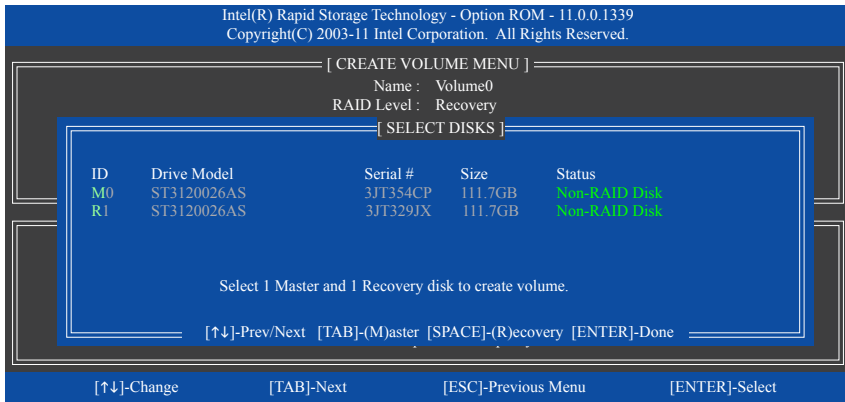 Intel(R) Rapid Storage Technology - Option ROM - 11.0.0.1339
Copyright(C) 2003-11 Intel Corporation. All Rights Reserved.
[ CREATE VOLUME MENU ]
Name : Volume0
RAID Level : Recovery
[ SELECT DISKS ]
ID Drive Model Serial # Size Status
M0 ST3120026AS 3JT354CP 111.7GB Non-RAID Disk
R1 ST3120026AS 3JT329JX 111.7GB Non-RAID Disk
Select 1 Master and 1 Recovery disk to create volume.
[↑↓]-Prev/Next [TAB]-(M)aster [SPACE]-(R)ecovery [ENTER]-Done
[↑↓]-Change [TAB]-Next [ESC]-Previous Menu [ENTER]-Select